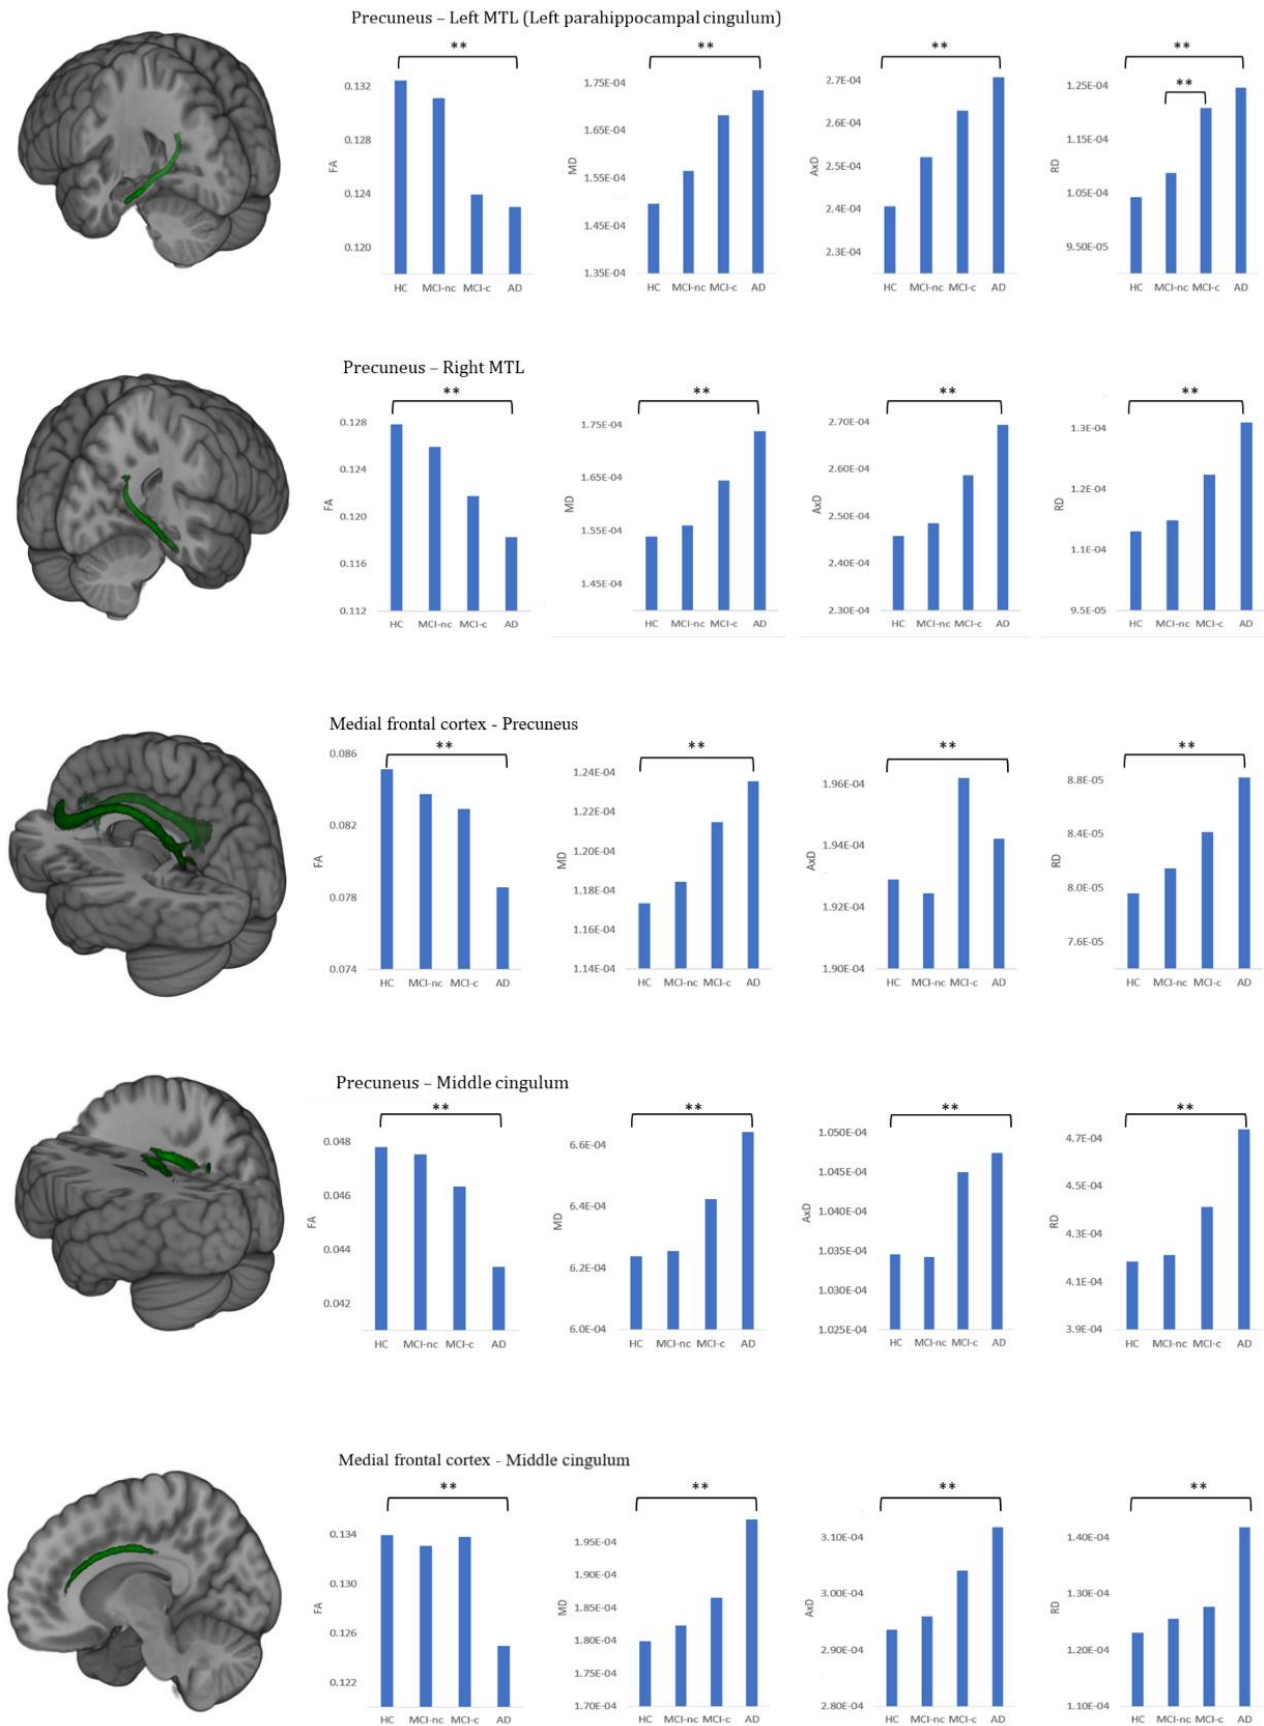 Precuneus – Left MTL (Left parahippocampal cingulum)
** ** ** **
**
FA 0.132 0.128 0.124 0.120
HC MCI-nc MCI-c AD
MD 1.75E-04 1.65E-04 1.55E-04 1.45E-04 1.35E-04
HC MCI-nc MCI-c AD
AxD 2.7E-04 2.6E-04 2.5E-04 2.4E-04 2.3E-04
HC MCI-nc MCI-c AD
RD 1.25E-04 1.15E-04 1.05E-04 9.50E-05
HC MCI-nc MCI-c AD
Precuneus – Right MTL
** ** ** **
FA 0.128 0.124 0.120 0.116 0.112
HC MCI-nc MCI-c AD
MD 1.75E-04 1.65E-04 1.55E-04 1.45E-04
HC MCI-nc MCI-c AD
AxD 2.70E-04 2.60E-04 2.50E-04 2.40E-04 2.30E-04
HC MCI-nc MCI-c AD
RD 1.3E-04 1.2E-04 1.1E-04 9.5E-05
HC MCI-nc MCI-c AD
Medial frontal cortex - Precuneus
** ** ** **
FA 0.086 0.082 0.078 0.074
HC MCI-nc MCI-c AD
MD 1.24E-04 1.22E-04 1.20E-04 1.18E-04 1.16E-04 1.14E-04
HC MCI-nc MCI-c AD
AxD 1.96E-04 1.94E-04 1.92E-04 1.90E-04
HC MCI-nc MCI-c AD
RD 8.8E-05 8.4E-05 8.0E-05 7.6E-05
HC MCI-nc MCI-c AD
Precuneus – Middle cingulum
** ** ** **
FA 0.048 0.046 0.044 0.042
HC MCI-nc MCI-c AD
MD 6.6E-04 6.4E-04 6.2E-04 6.0E-04
HC MCI-nc MCI-c AD
AxD 1.050E-04 1.045E-04 1.040E-04 1.035E-04 1.030E-04 1.025E-04
HC MCI-nc MCI-c AD
RD 4.7E-04 4.5E-04 4.3E-04 4.1E-04 3.9E-04
HC MCI-nc MCI-c AD
Medial frontal cortex - Middle cingulum
** ** ** **
FA 0.134 0.130 0.126 0.122
HC MCI-nc MCI-c AD
MD 1.95E-04 1.90E-04 1.85E-04 1.80E-04 1.75E-04 1.70E-04
HC MCI-nc MCI-c AD
AxD 3.10E-04 3.00E-04 2.90E-04 2.80E-04
HC MCI-nc MCI-c AD
RD 1.40E-04 1.30E-04 1.20E-04 1.10E-04
HC MCI-nc MCI-c AD